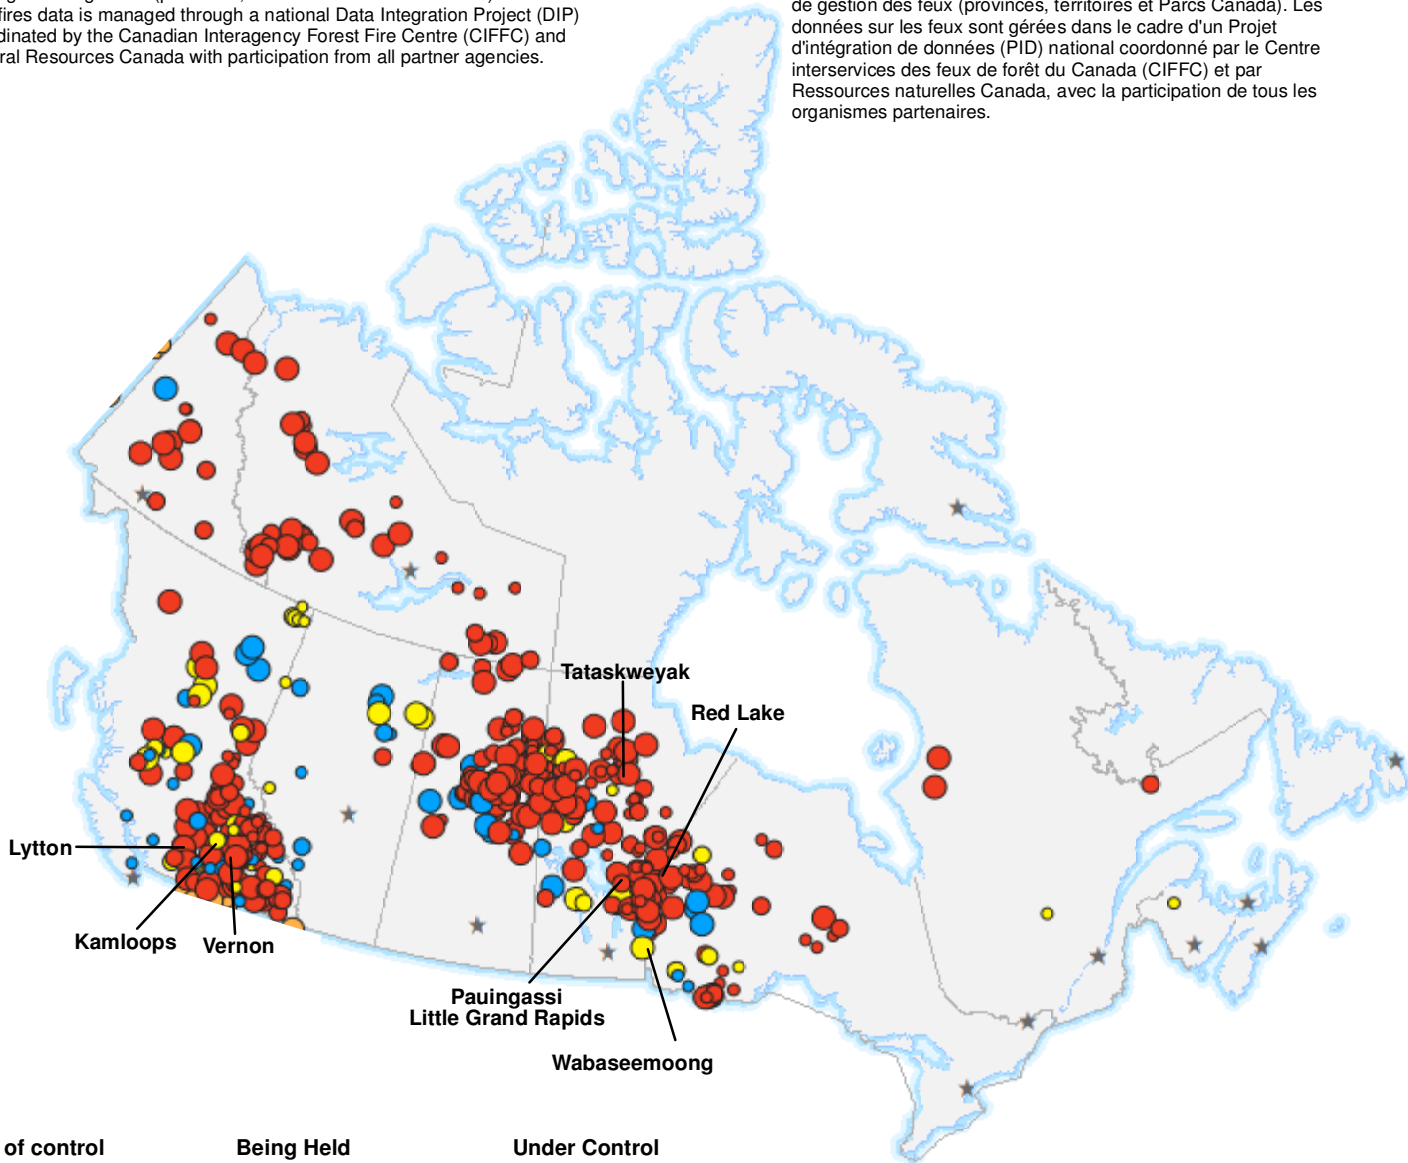 fires data is managed through a national Data Integration Project (DIP)
dinated by the Canadian Interagency Forest Fire Centre (CIFFC) and
ral Resources Canada with participation from all partner agencies.
de gestion des feux (provinces, territoires et Parcs Canada). Les
données sur les feux sont gérées dans le cadre d'un Projet
d'intégration de données (PID) national coordonné par le Centre
interservices des feux de forêt du Canada (CIFFC) et par
Ressources naturelles Canada, avec la participation de tous les
organismes partenaires.
Tataskweyak
Red Lake
Lytton
Kamloops
Vernon
Pauingassi
Little Grand Rapids
Wabaseemoong
of control
Being Held
Under Control